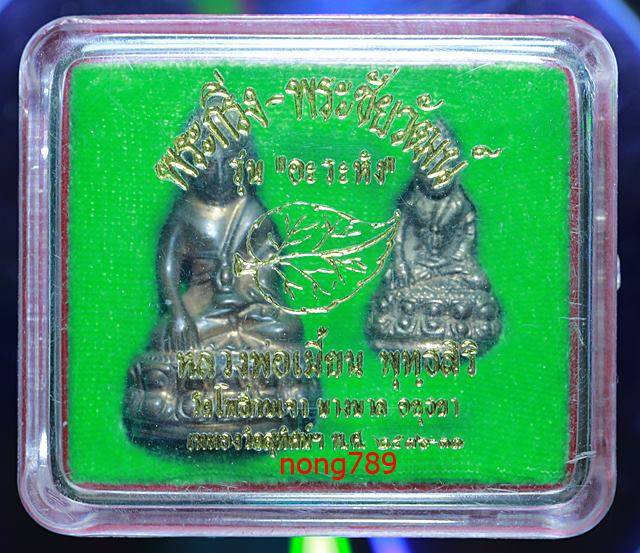 พระกริ่ง-พระชัยวัฒน์
รุ่น "อะระหัง"
หลวงพ่อเมี้ยน พุทฺธสิริ
วัดโพธิ์กบเจา บางบาล อยุธยา
พ.ศ.
nong789